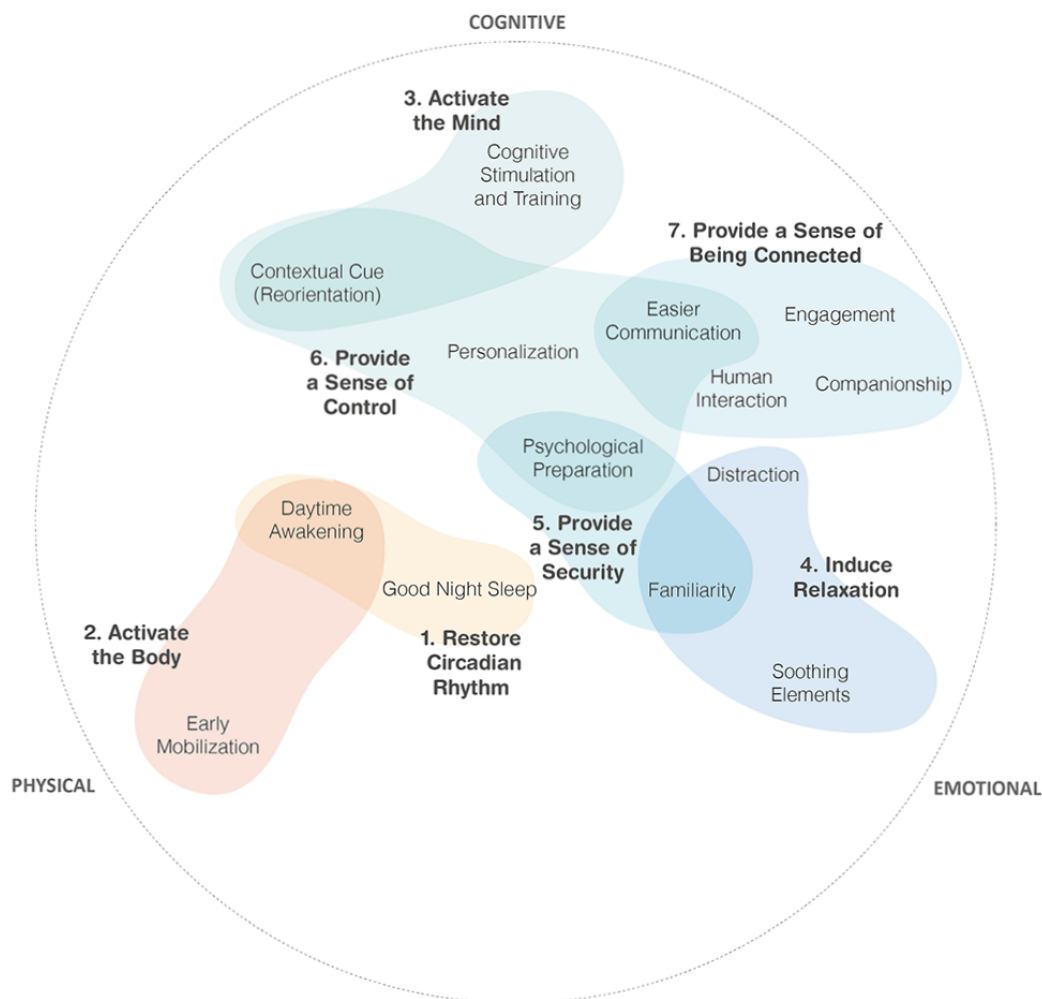 COGNITIVE
3. Activate
the Mind
Cognitive
Stimulation
and Training
7. Provide a Sense of
Being Connected
Contextual Cue
(Reorientation)
Easier
Communication
Engagement
Personalization
6. Provide
a Sense of
Control
Human
Interaction
Companionship
Psychological
Preparation
Distraction
Daytime
Awakening
5. Provide
a Sense of
Security
4. Induce
Relaxation
Good Night Sleep
Familiarity
2. Activate
the Body
1. Restore
Circadian
Rhythm
Soothing
Elements
Early
Mobilization
PHYSICAL
EMOTIONAL